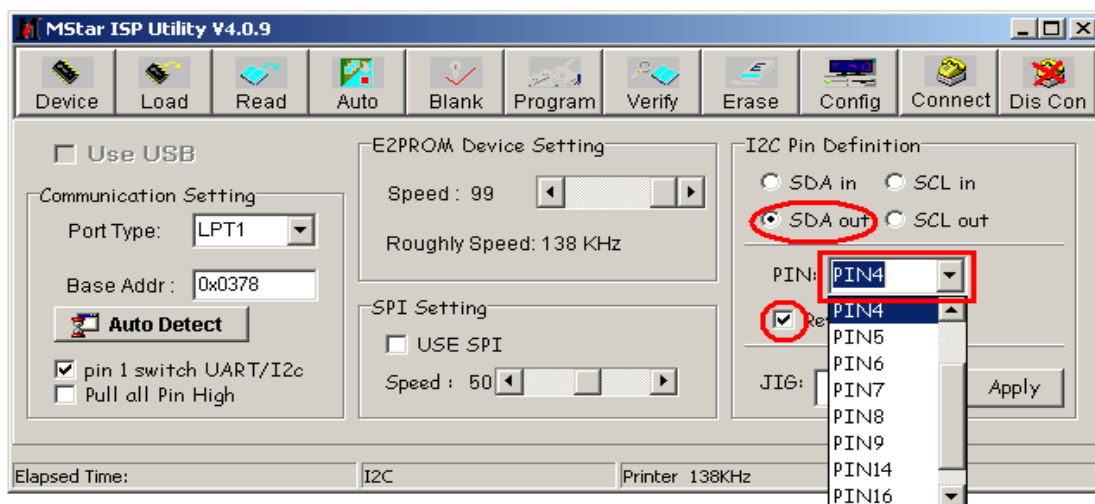 MStar ISP Utility V4.0.9
Device Load Read Auto Blank Program Verify Erase Config Connect Dis Con
Use USB
Communication Setting
Port Type: LPT1
Base Addr : 0x0378
Auto Detect
pin 1 switch UART/I2c
Pull all Pin High
E2PROM Device Setting
Speed : 99
Roughly Speed: 138 KHz
SPI Setting
USE SPI
Speed : 50
I2C Pin Definition
SDA in SCL in
SDA out SCL out
PIN: PIN4
PIN4
PIN5
PIN6
PIN7
PIN8
PIN9
PIN14
PIN16
JIG: Apply
Elapsed Time: I2C Printer 138KHz